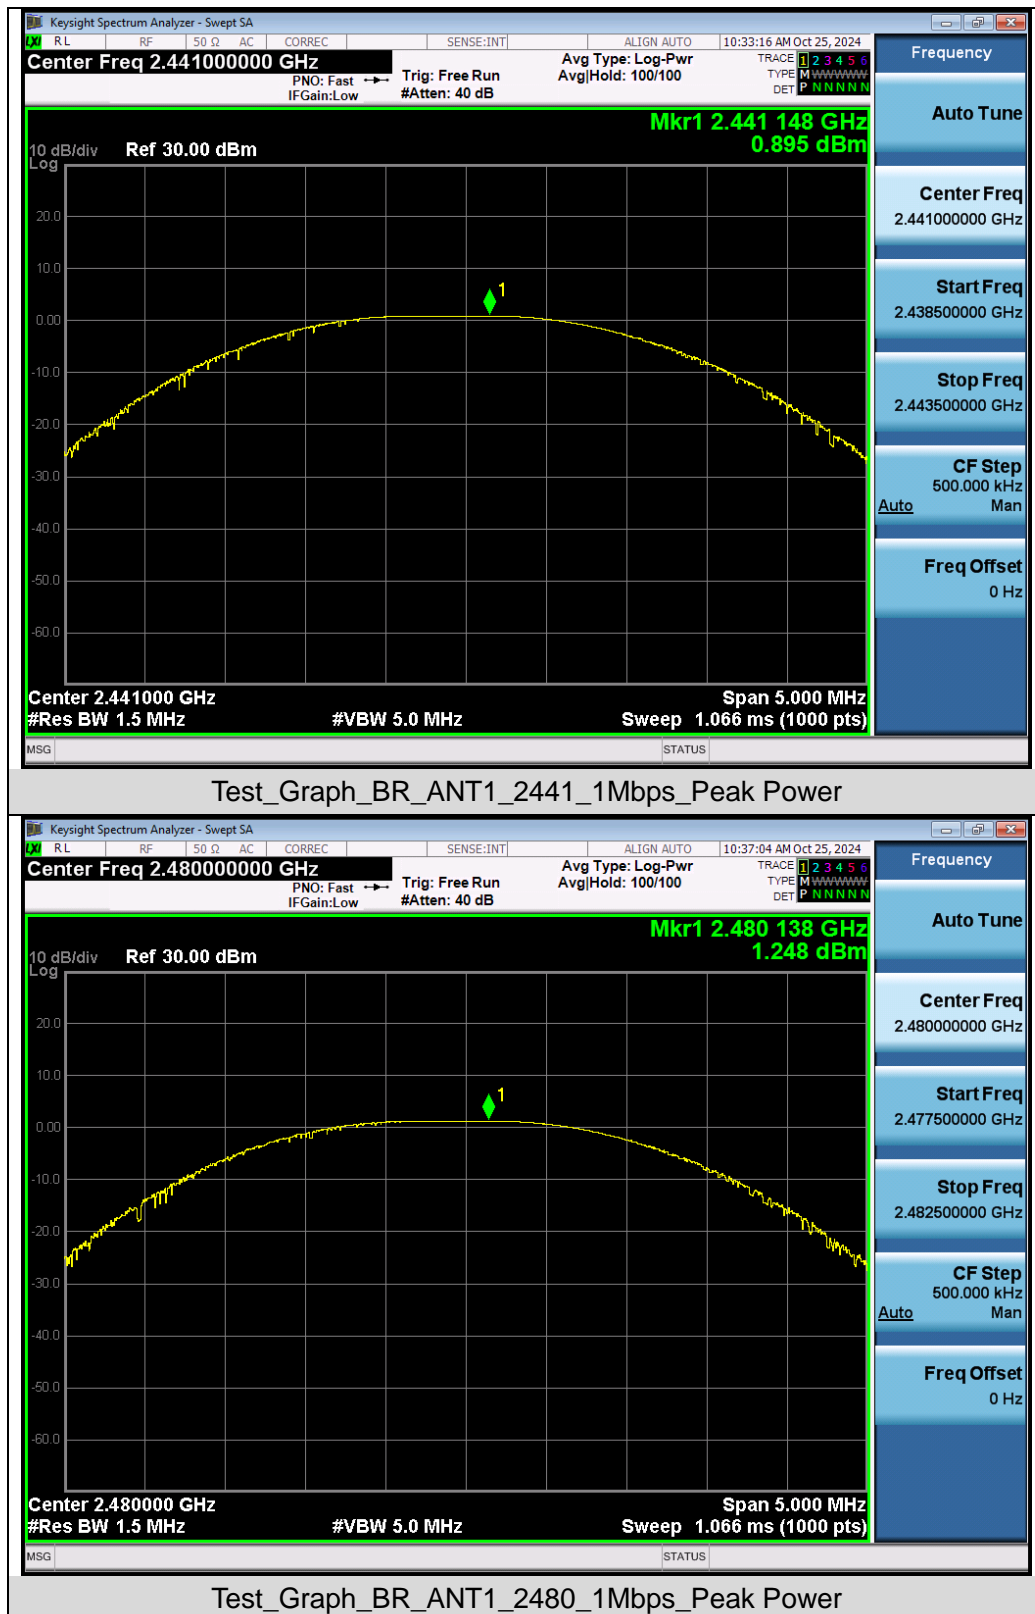 Keysight Spectrum Analyzer - Swept SA
LXI RL RF 50 Ω AC CORREC SENSE:INT ALIGN AUTO 10:33:16 AM Oct 25, 2024
Center Freq 2.441000000 GHz
PNO: Fast
IFGain:Low
Trig: Free Run
#Atten: 40 dB
Avg Type: Log-Pwr
Avg|Hold: 100/100
TRACE 1 2 3 4 5 6
TYPE M WWWWW
DET P N N N N N
Mkr1 2.441 148 GHz
0.895 dBm
10 dB/div Ref 30.00 dBm
Log
20.0
10.0
1
0.00
-10.0
-20.0
-30.0
-40.0
-50.0
-60.0
Center 2.441000 GHz Span 5.000 MHz
#Res BW 1.5 MHz #VBW 5.0 MHz Sweep 1.066 ms (1000 pts)
MSG STATUS
Frequency
Auto Tune
Center Freq
2.441000000 GHz
Start Freq
2.438500000 GHz
Stop Freq
2.443500000 GHz
CF Step
500.000 kHz
Auto Man
Freq Offset
0 Hz
Test_Graph_BR_ANT1_2441_1Mbps_Peak Power
Keysight Spectrum Analyzer - Swept SA
LXI RL RF 50 Ω AC CORREC SENSE:INT ALIGN AUTO 10:37:04 AM Oct 25, 2024
Center Freq 2.480000000 GHz
PNO: Fast
IFGain:Low
Trig: Free Run
#Atten: 40 dB
Avg Type: Log-Pwr
Avg|Hold: 100/100
TRACE 1 2 3 4 5 6
TYPE M WWWWW
DET P N N N N N
Mkr1 2.480 138 GHz
1.248 dBm
10 dB/div Ref 30.00 dBm
Log
20.0
10.0
1
0.00
-10.0
-20.0
-30.0
-40.0
-50.0
-60.0
Center 2.480000 GHz Span 5.000 MHz
#Res BW 1.5 MHz #VBW 5.0 MHz Sweep 1.066 ms (1000 pts)
MSG STATUS
Frequency
Auto Tune
Center Freq
2.480000000 GHz
Start Freq
2.477500000 GHz
Stop Freq
2.482500000 GHz
CF Step
500.000 kHz
Auto Man
Freq Offset
0 Hz
Test_Graph_BR_ANT1_2480_1Mbps_Peak Power